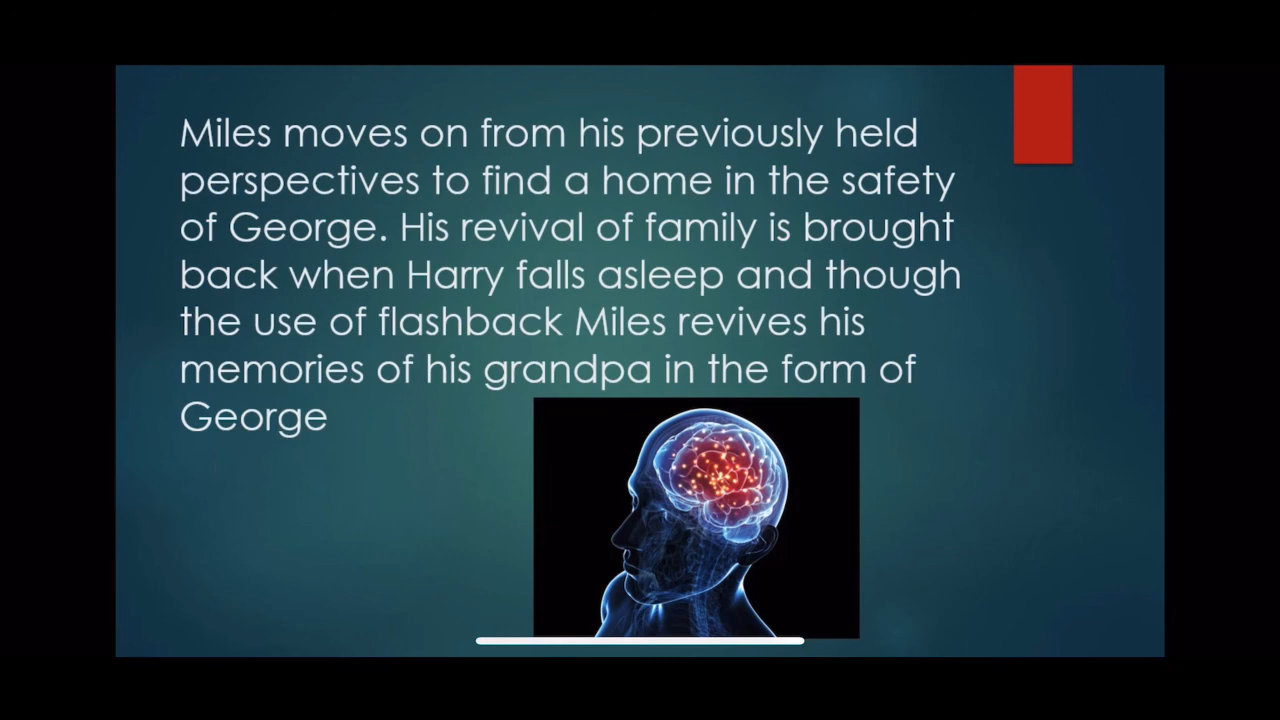 Miles moves on from his previously held
perspectives to find a home in the safety
of George. His revival of family is brought
back when Harry falls asleep and though
the use of flashback Miles revives his
memories of his grandpa in the form of
George